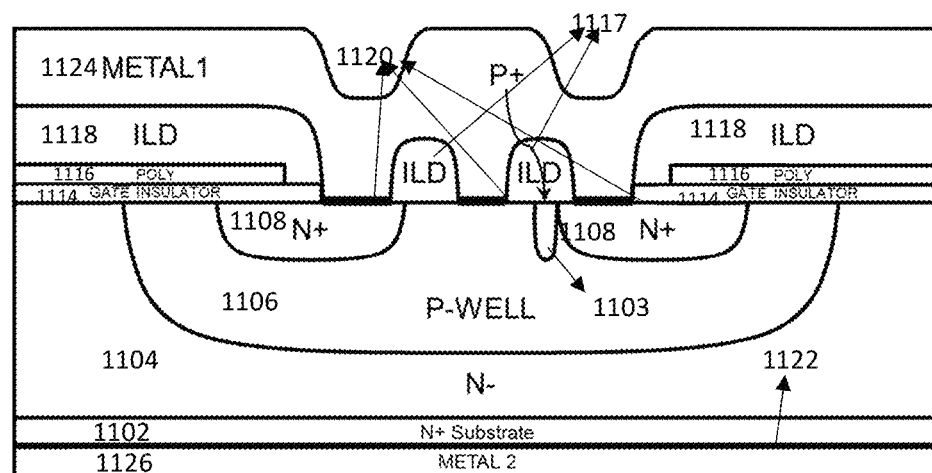 1117
1120
1124 METAL1
P+
1118 ILD
1118 ILD
ILD
ILD
1116 POLY
1116 POLY
1114 GATE INSULATOR
1114 GATE INSULATOR
1108 N+
1108 N+
1106
P-WELL
1103
1104
1122
N-
1102 N+ Substrate
1126 METAL 2